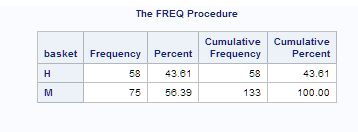 The FREQ Procedure
basket Frequency Percent Cumulative Frequency Cumulative Percent
H 58 43.61 58 43.61
M 75 56.39 133 100.00